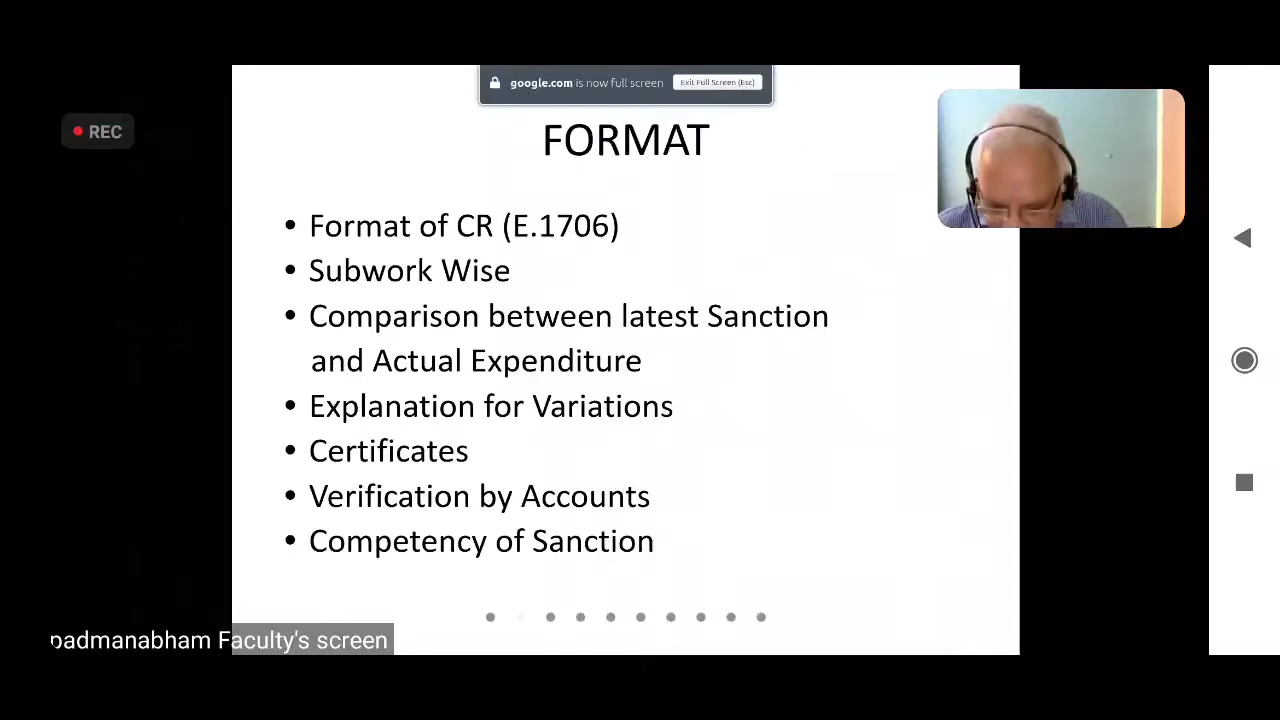 google.com is now full screen Exit Full Screen (Esc)
REC
FORMAT
• Format of CR (E.1706)
• Subwork Wise
• Comparison between latest Sanction
and Actual Expenditure
• Explanation for Variations
• Certificates
• Verification by Accounts
• Competency of Sanction
padmanabham Faculty's screen